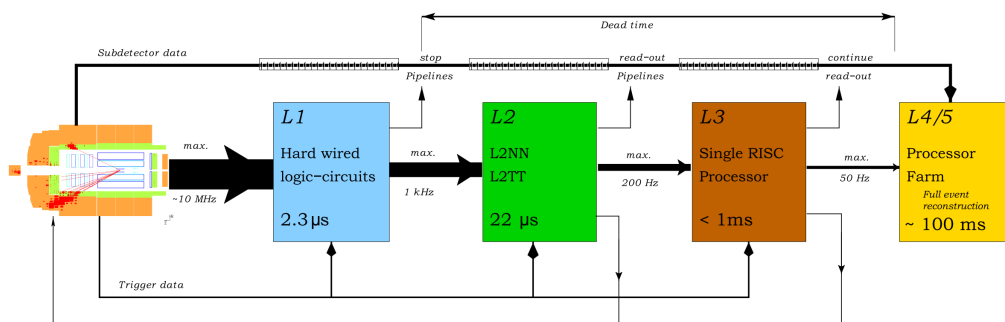 Dead time
Subdetector data
stop
Pipelines
read-out
Pipelines
continue
read-out
max.
~10 MHz
L1
Hard wired
logic-circuits
2.3µs
max.
1 kHz
L2
L2NN
L2TT
22 µs
max.
200 Hz
L3
Single RISC
Processor
< 1ms
max.
50 Hz
L4/5
Processor
Farm
Full event
reconstruction
~ 100 ms
Trigger data